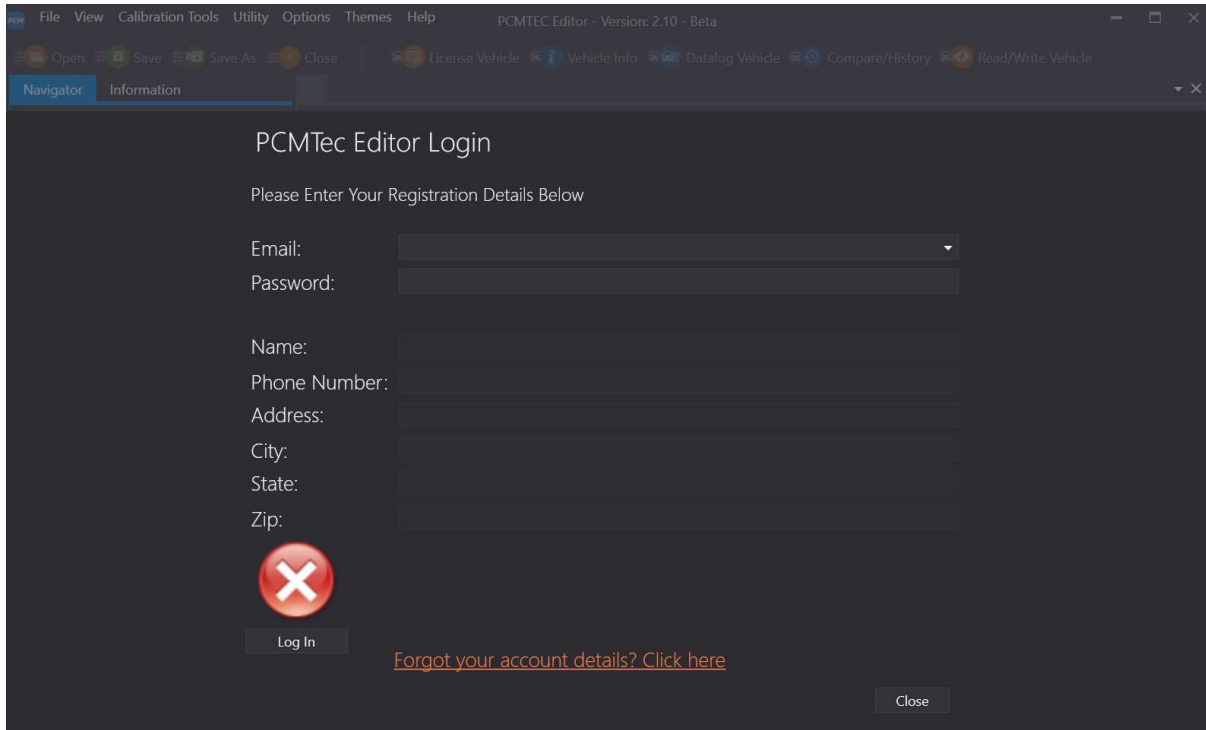 PCM File View Calibration Tools Utility Options Themes Help PCMTEC Editor - Version: 2.10 - Beta
Open Save Save As Close License Vehicle Vehicle Info Datalog Vehicle Compare/History Read/Write Vehicle
Navigator Information
PCMTec Editor Login
Please Enter Your Registration Details Below
Email:
Password:
Name:
Phone Number:
Address:
City:
State:
Zip:
Log In
Forgot your account details? Click here
Close